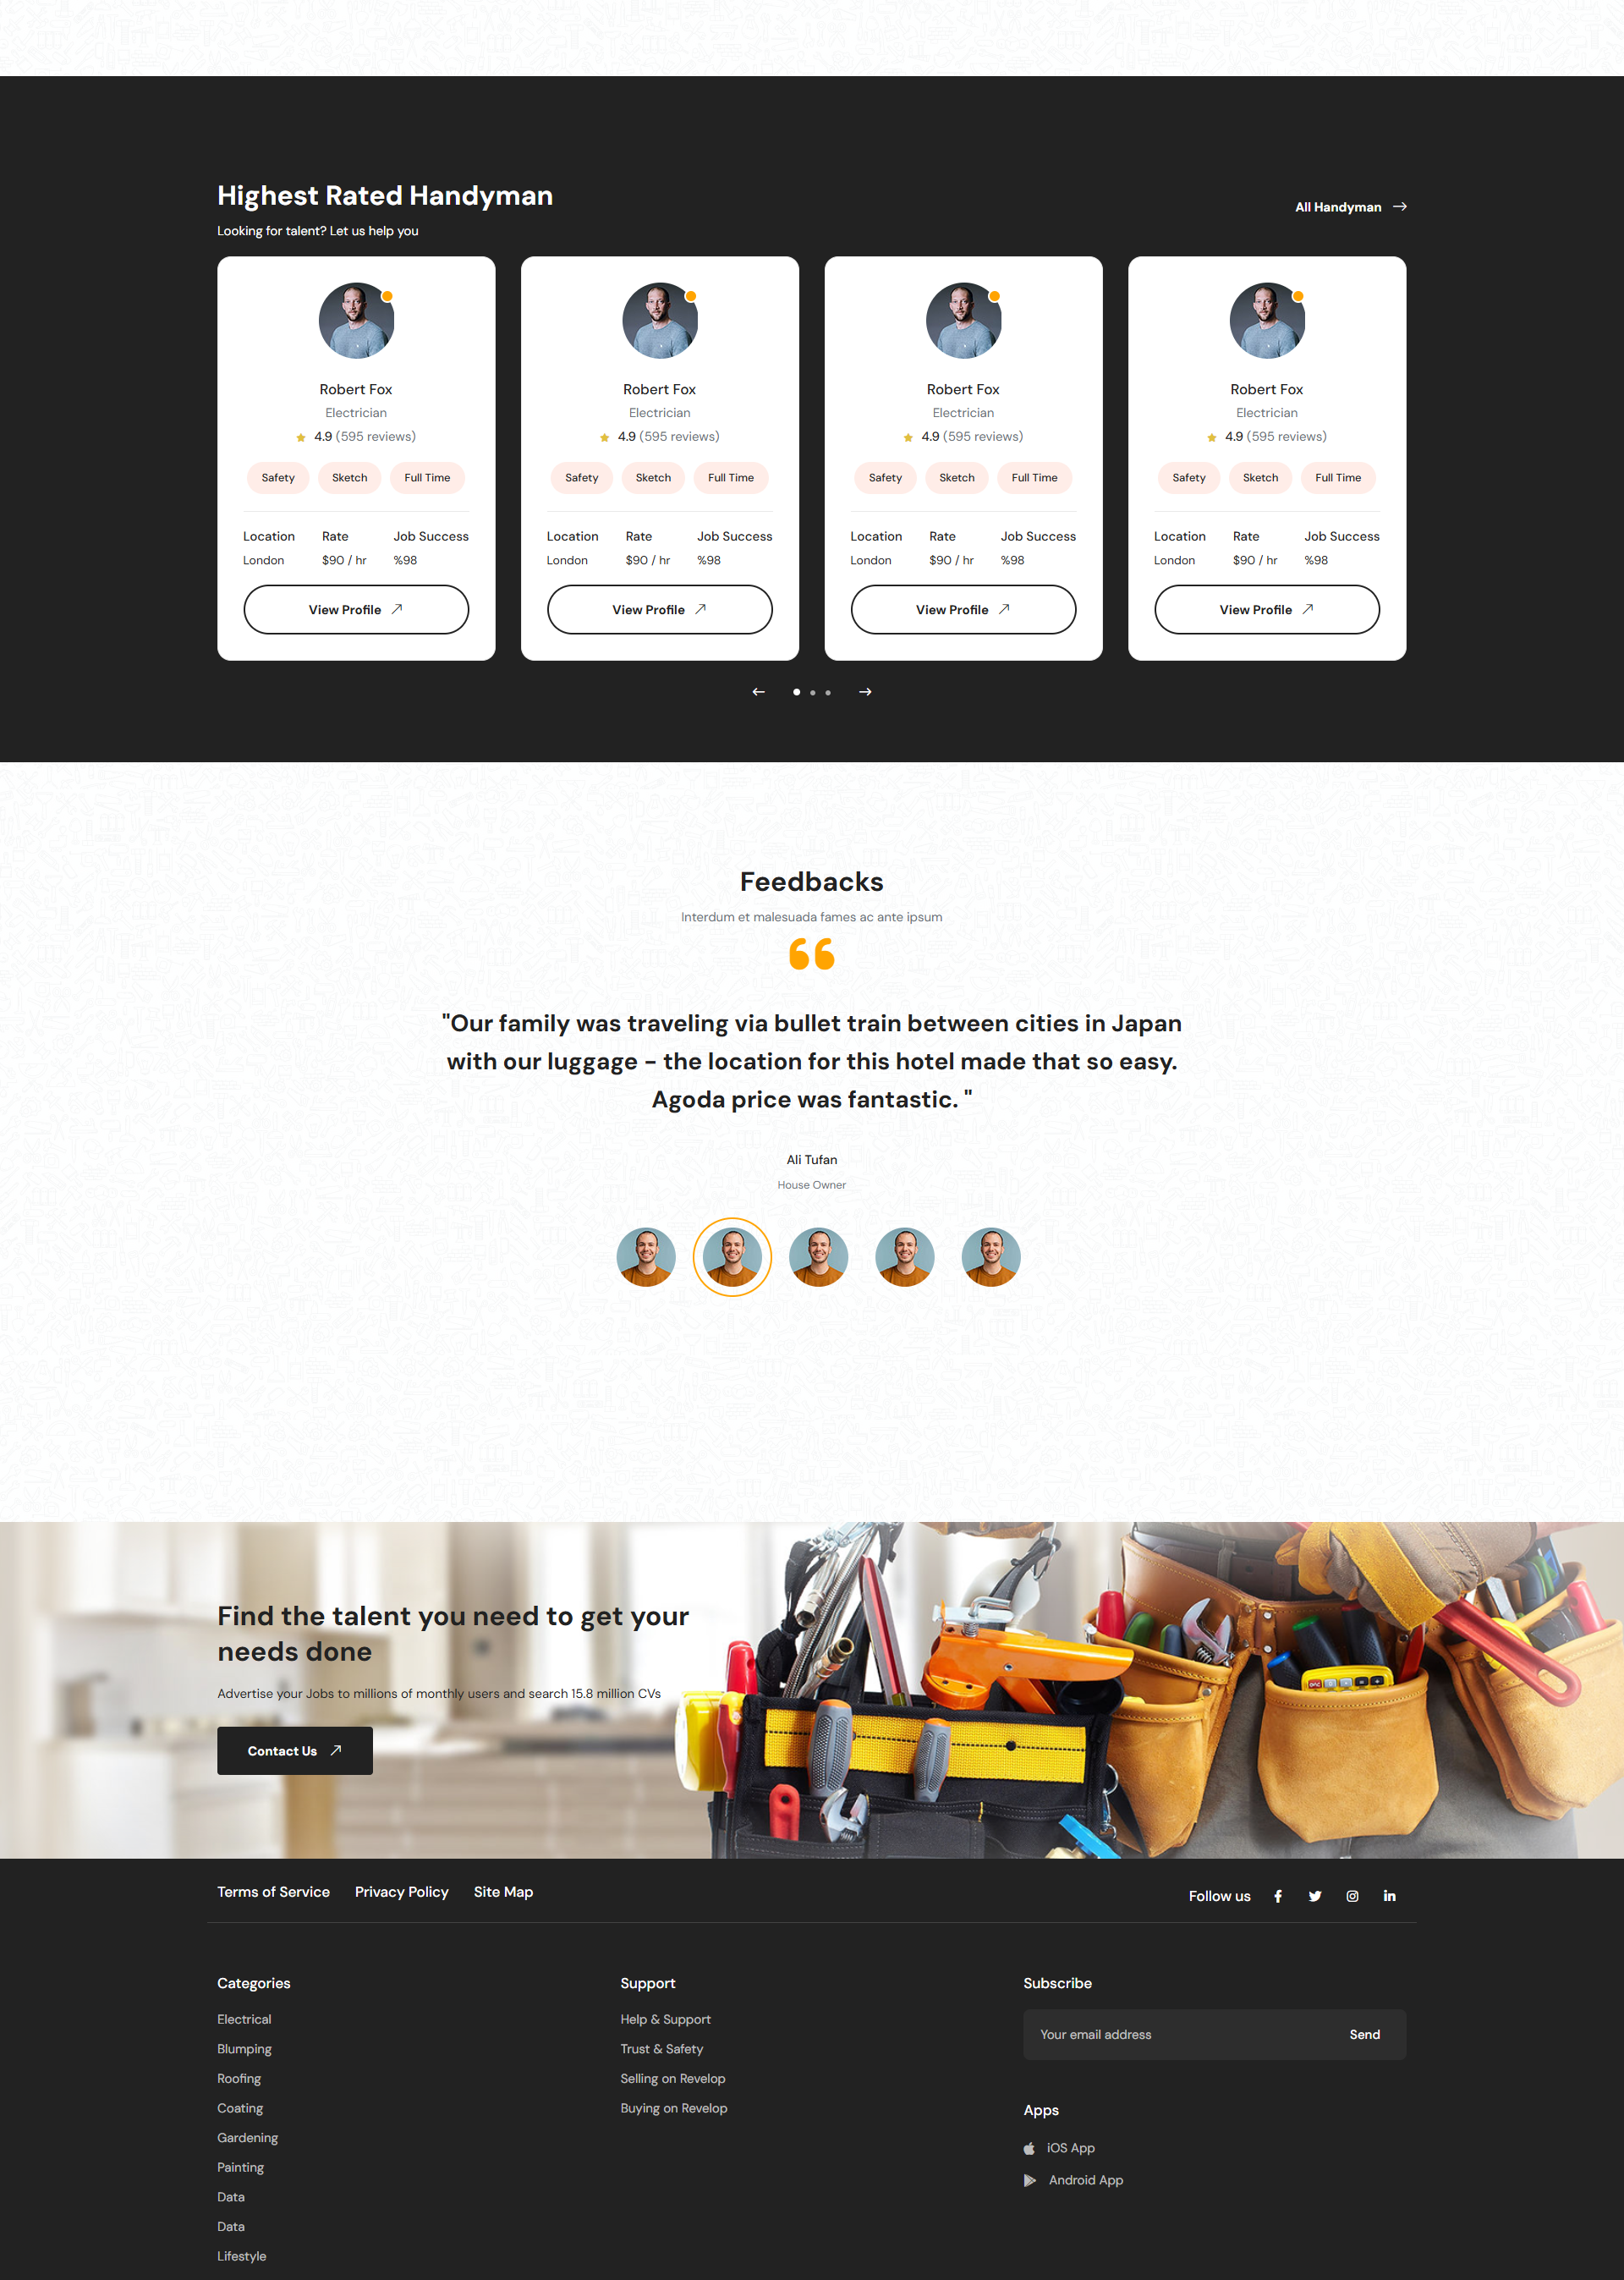 Highest Rated Handyman
Looking for talent? Let us help you
All Handyman
Robert Fox
Electrician
4.9 (595 reviews)
Safety Sketch Full Time
Location Rate Job Success
London $90 / hr %98
View Profile
Robert Fox
Electrician
4.9 (595 reviews)
Safety Sketch Full Time
Location Rate Job Success
London $90 / hr %98
View Profile
Robert Fox
Electrician
4.9 (595 reviews)
Safety Sketch Full Time
Location Rate Job Success
London $90 / hr %98
View Profile
Robert Fox
Electrician
4.9 (595 reviews)
Safety Sketch Full Time
Location Rate Job Success
London $90 / hr %98
View Profile
Feedbacks
Interdum et malesuada fames ac ante ipsum
"Our family was traveling via bullet train between cities in Japan
with our luggage - the location for this hotel made that so easy.
Agoda price was fantastic. "
Ali Tufan
House Owner
Find the talent you need to get your
needs done
Advertise your Jobs to millions of monthly users and search 15.8 million CVs
Contact Us
Terms of Service Privacy Policy Site Map
Follow us
Categories
Electrical
Blumping
Roofing
Coating
Gardening
Painting
Data
Data
Lifestyle
Support
Help & Support
Trust & Safety
Selling on Revelop
Buying on Revelop
Subscribe
Your email address Send
Apps
iOS App
Android App